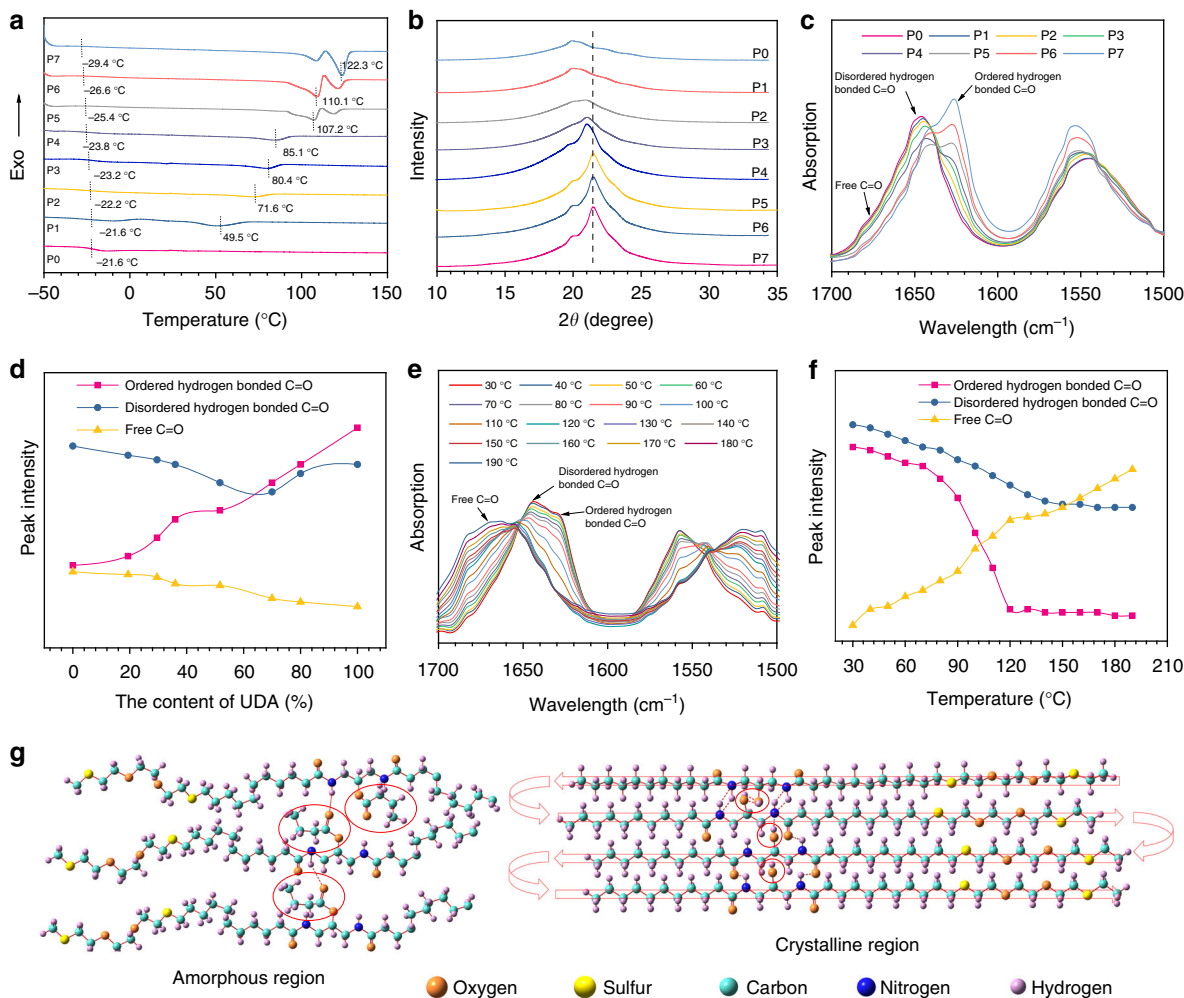 a
Exo
P7
P6
P5
P4
P3
P2
P1
P0
−29.4 °C
−26.6 °C
−25.4 °C
−23.8 °C
−23.2 °C
−22.2 °C
−21.6 °C
−21.6 °C
122.3 °C
110.1 °C
107.2 °C
85.1 °C
80.4 °C
71.6 °C
49.5 °C
−50 0 50 100 150
Temperature (°C)
b
Intensity
P0
P1
P2
P3
P4
P5
P6
P7
10 15 20 25 30 35
2θ (degree)
c
P0 P1 P2 P3
P4 P5 P6 P7
Disordered hydrogen
bonded C=O
Ordered hydrogen
bonded C=O
Free C=O
Absorption
1700 1650 1600 1550 1500
Wavelength (cm−1)
d
Ordered hydrogen bonded C=O
Disordered hydrogen bonded C=O
Free C=O
Peak intensity
0 20 40 60 80 100
The content of UDA (%)
e
30 °C 40 °C 50 °C 60 °C
70 °C 80 °C 90 °C 100 °C
110 °C 120 °C 130 °C 140 °C
150 °C 160 °C 170 °C 180 °C
190 °C
Disordered hydrogen
bonded C=O
Free C=O
Ordered hydrogen
bonded C=O
Absorption
1700 1650 1600 1550 1500
Wavelength (cm−1)
f
Ordered hydrogen bonded C=O
Disordered hydrogen bonded C=O
Free C=O
Peak intensity
30 60 90 120 150 180 210
Temperature (°C)
g
Amorphous region
Crystalline region
Oxygen Sulfur Carbon Nitrogen Hydrogen